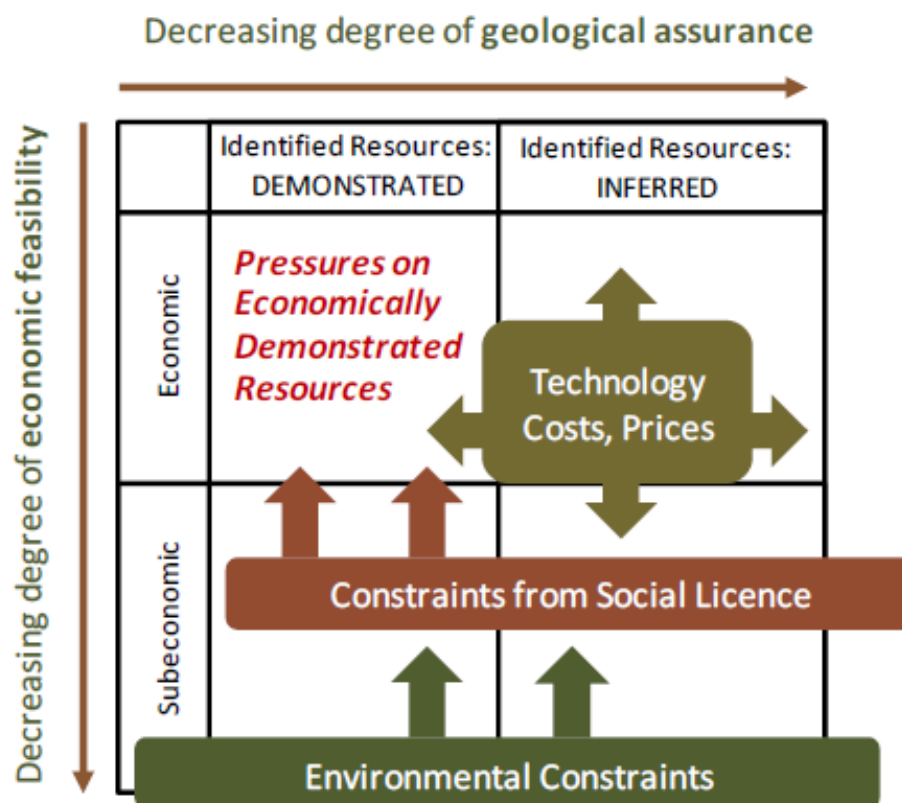 Decreasing degree of geological assurance
Decreasing degree of economic feasibility
Identified Resources:
DEMONSTRATED
Identified Resources:
INFERRED
Economic
Pressures on
Economically
Demonstrated
Resources
Technology
Costs, Prices
Subeconomic
Constraints from Social Licence
Environmental Constraints